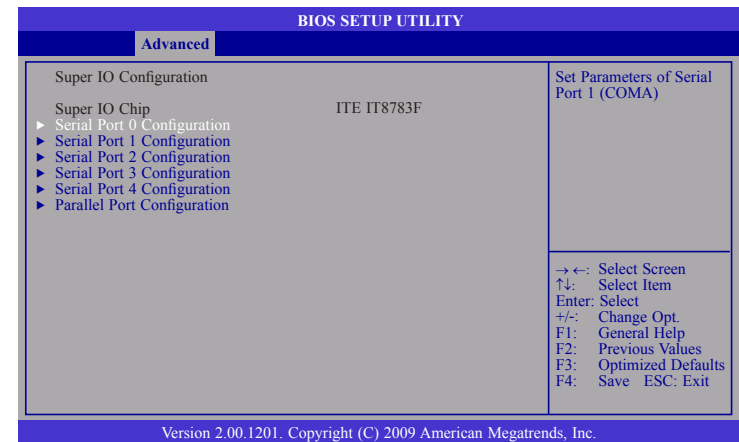 BIOS SETUP UTILITY
Advanced
Super IO Configuration
Super IO Chip ITE IT8783F
► Serial Port 0 Configuration
► Serial Port 1 Configuration
► Serial Port 2 Configuration
► Serial Port 3 Configuration
► Serial Port 4 Configuration
► Parallel Port Configuration
Set Parameters of Serial
Port 1 (COMA)
→ ←: Select Screen
↑↓: Select Item
Enter: Select
+/-: Change Opt.
F1: General Help
F2: Previous Values
F3: Optimized Defaults
F4: Save ESC: Exit
Version 2.00.1201. Copyright (C) 2009 American Megatrends, Inc.